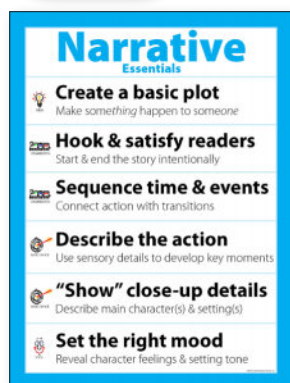 Narrative
Essentials
Create a basic plot
Make something happen to someone
Hook & satisfy readers
Start & end the story intentionally
Sequence time & events
Connect action with transitions
Describe the action
Use sensory details to develop key moments
“Show” close-up details
Describe main character(s) & setting(s)
Set the right mood
Reveal character feelings & setting tone